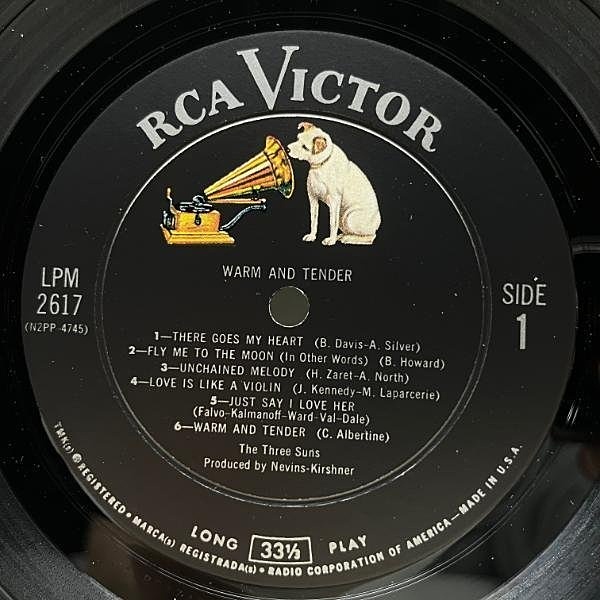 RCA VICTOR
WARM AND TENDER
LPM
2617
(N2PP-4745)
SIDE
1
1—THERE GOES MY HEART (B. Davis-A. Silver)
2—FLY ME TO THE MOON (In Other Words) (B. Howard)
3—UNCHAINED MELODY (H. Zaret-A. North)
4—LOVE IS LIKE A VIOLIN (J. Kennedy-M. Laparcerie)
5—JUST SAY I LOVE HER
(Falvo-Kalmanoff-Ward-Val-Dale)
6—WARM AND TENDER (C. Albertine)
The Three Suns
Produced by Nevins-Kirshner
LONG 33⅓ PLAY
TMK(s) ® REGISTERED • MARCA(s) REGISTRADA(s) • RADIO CORPORATION OF AMERICA—MADE IN U.S.A.